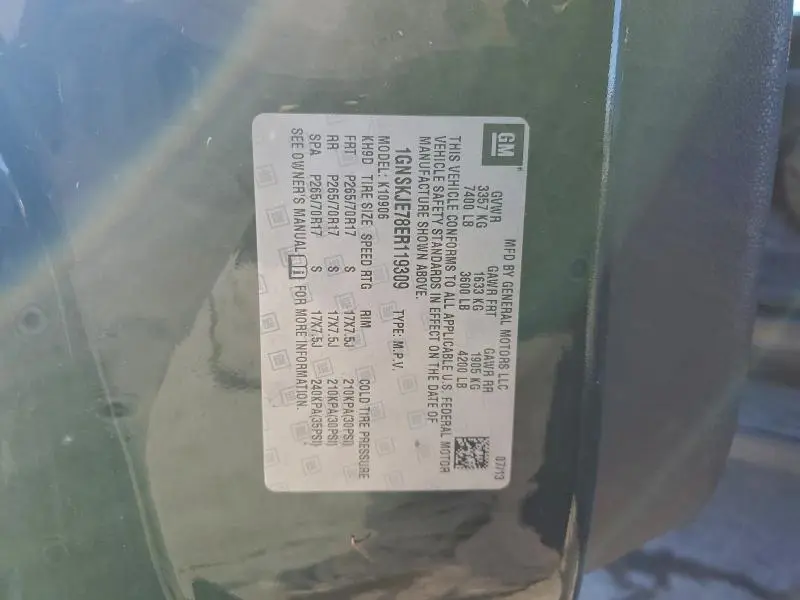 GM
MFD BY GENERAL MOTORS LLC 07/13
GVWR GAWR FRT GAWR RR
3357 KG 1633 KG 1905 KG
7400 LB 3600 LB 4200 LB
THIS VEHICLE CONFORMS TO ALL APPLICABLE U.S. FEDERAL MOTOR
VEHICLE SAFETY STANDARDS IN EFFECT ON THE DATE OF
MANUFACTURE SHOWN ABOVE.
1GNSKJE78ER119309 TYPE: M.P.V.
MODEL: K10906
KH9D TIRE SIZE SPEED RTG RIM COLD TIRE PRESSURE
FRT P265/70R17 S 17X7.5J 210KPA(30PSI)
RR P265/70R17 S 17X7.5J 210KPA(30PSI)
SPA P265/70R17 S 17X7.5J 240KPA(35PSI)
SEE OWNER'S MANUAL FOR MORE INFORMATION.